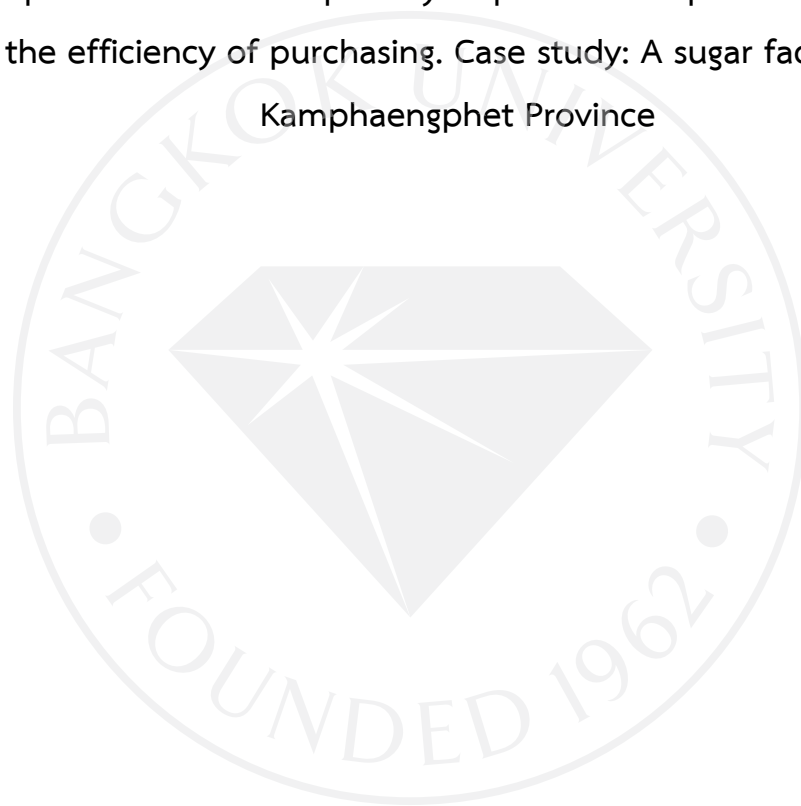 the efficiency of purchasing. Case study: A sugar fac
Kamphaengphet Province
BANGKOK UNIVERSITY
• FOUNDED 1962 •